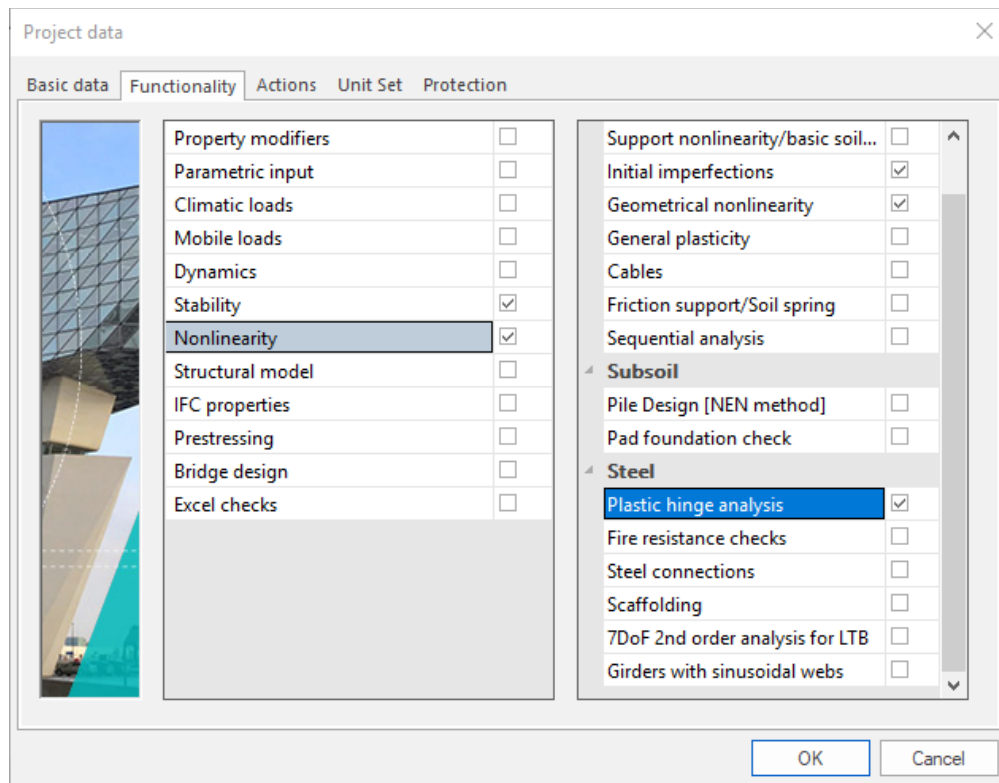 Project data
Basic data Functionality Actions Unit Set Protection
Property modifiers
Parametric input
Climatic loads
Mobile loads
Dynamics
Stability
Nonlinearity
Structural model
IFC properties
Prestressing
Bridge design
Excel checks
Support nonlinearity/basic soil...
Initial imperfections
Geometrical nonlinearity
General plasticity
Cables
Friction support/Soil spring
Sequential analysis
Subsoil
Pile Design [NEN method]
Pad foundation check
Steel
Plastic hinge analysis
Fire resistance checks
Steel connections
Scaffolding
7DoF 2nd order analysis for LTB
Girders with sinusoidal webs
OK Cancel